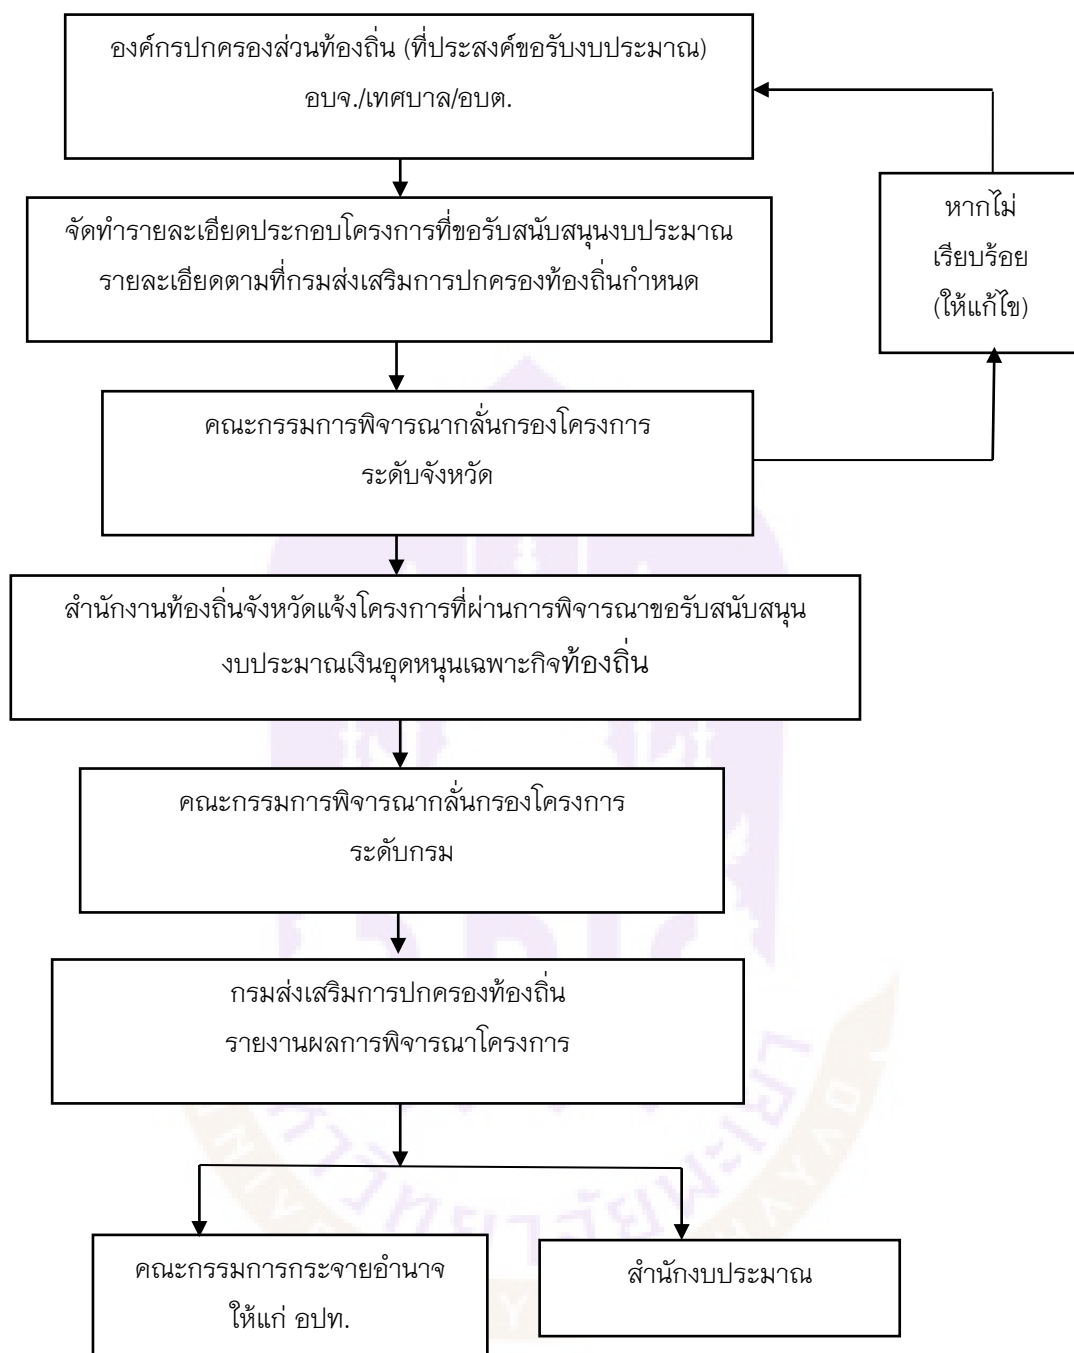 องค์กรปกครองส่วนท้องถิ่น (ที่ประสงค์ขอรับงบประมาณ)
อบจ./เทศบาล/อบต.
หากไม่
เรียบร้อย
(ให้แก้ไข)
จัดทำรายละเอียดประกอบโครงการที่ขอรับสนับสนุนงบประมาณ
รายละเอียดตามที่กรมส่งเสริมการปกครองท้องถิ่นกำหนด
คณะกรรมการพิจารณากลั่นกรองโครงการ
ระดับจังหวัด
สำนักงานท้องถิ่นจังหวัดแจ้งโครงการที่ผ่านการพิจารณาขอรับสนับสนุน
งบประมาณเงินอุดหนุนเฉพาะกิจท้องถิ่น
คณะกรรมการพิจารณากลั่นกรองโครงการ
ระดับกรม
กรมส่งเสริมการปกครองท้องถิ่น
รายงานผลการพิจารณาโครงการ
คณะกรรมการกระจายอำนาจ
ให้แก่ อปท.
สำนักงบประมาณ